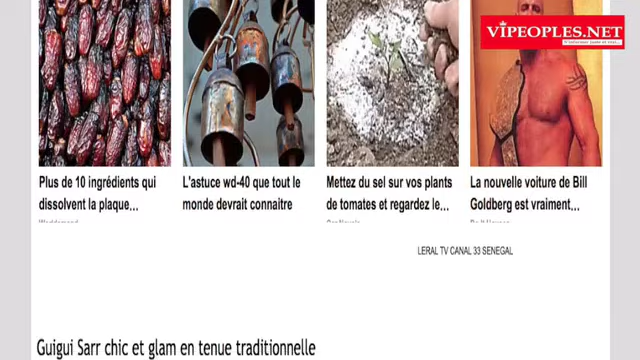 VIPEOPLES.NET
Plus de 10 ingrédients qui
dissolvent la plaque...
L'astuce wd-40 que tout le
monde devrait connaitre
Mettez du sel sur vos plants
de tomates et regardez le...
La nouvelle voiture de Bill
Goldberg est vraiment...
LERAL TV CANAL 33 SENEGAL
Guigui Sarr chic et glam en tenue traditionnelle